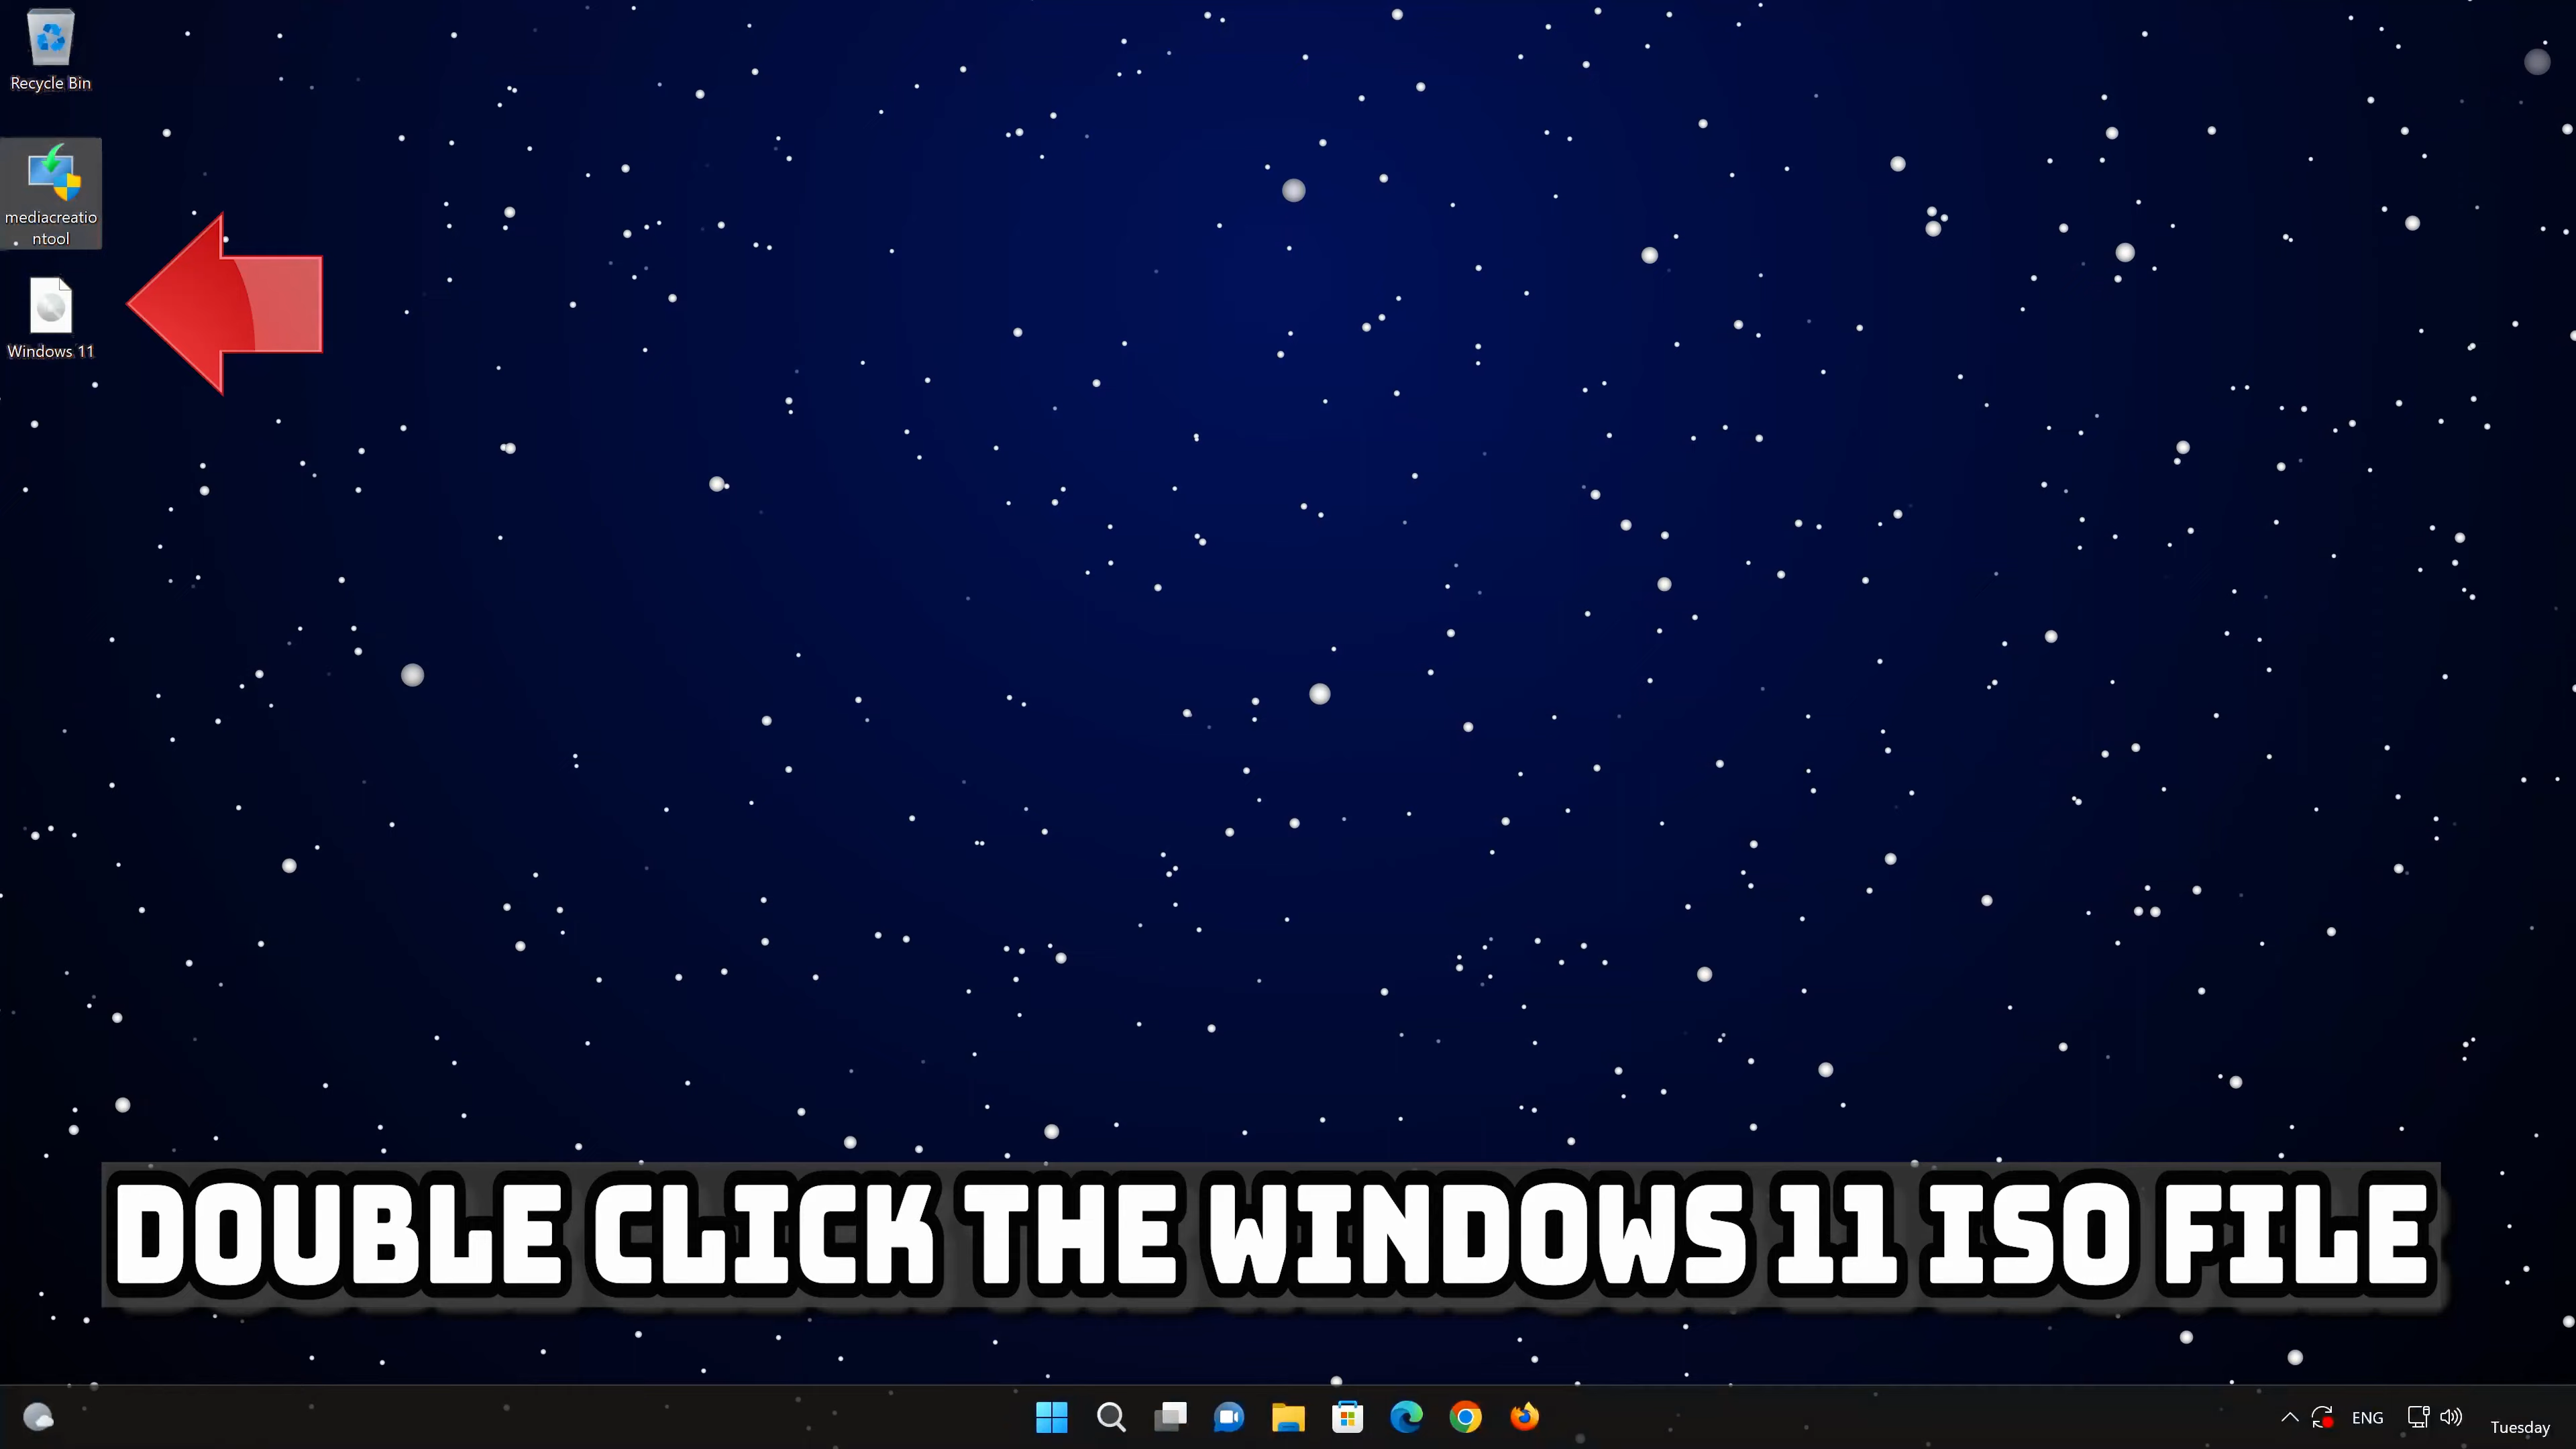 Recycle Bin
mediacreatio
ntool
Windows 11
DOUBLE CLICK THE WINDOWS 11 ISO FILE
ENG
Tuesday